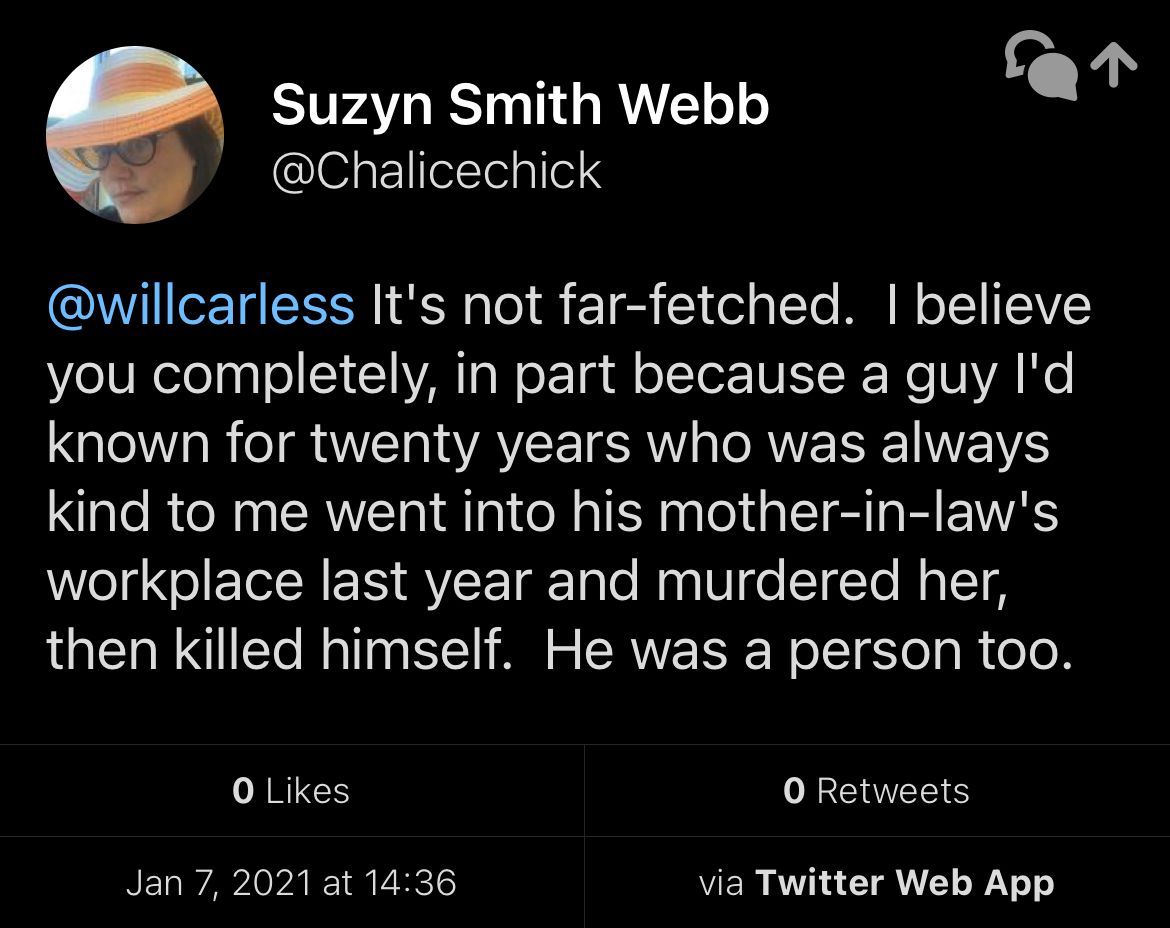 Suzyn Smith Webb
@Chalicechick
@willcarless It's not far-fetched.  I believe
you completely, in part because a guy I'd
known for twenty years who was always
kind to me went into his mother-in-law's
workplace last year and murdered her,
then killed himself.  He was a person too.
0 Likes
0 Retweets
Jan 7, 2021 at 14:36
via Twitter Web App